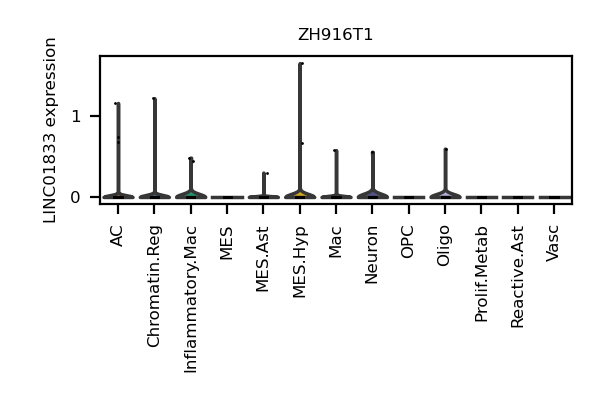 ZH916T1
LINC01833 expression
1
0
AC
Chromatin.Reg
Inflammatory.Mac
MES
MES.Ast
MES.Hyp
Mac
Neuron
OPC
Oligo
Prolif.Metab
Reactive.Ast
Vasc